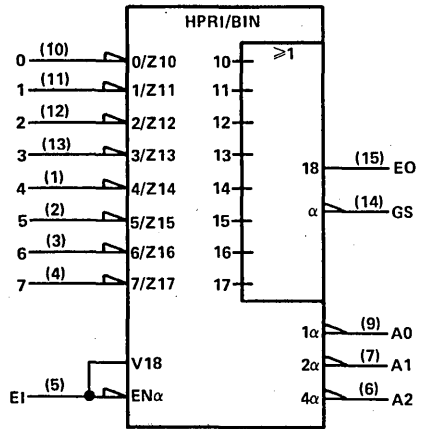 HPRI/BIN
≥1
0 (10) 0/Z10 10
1 (11) 1/Z11 11
2 (12) 2/Z12 12
3 (13) 3/Z13 13
18 (15) EO
4 (1) 4/Z14 14
5 (2) 5/Z15 15
α (14) GS
6 (3) 6/Z16 16
7 (4) 7/Z17 17
1α (9) A0
V18
2α (7) A1
EI (5) ENα
4α (6) A2